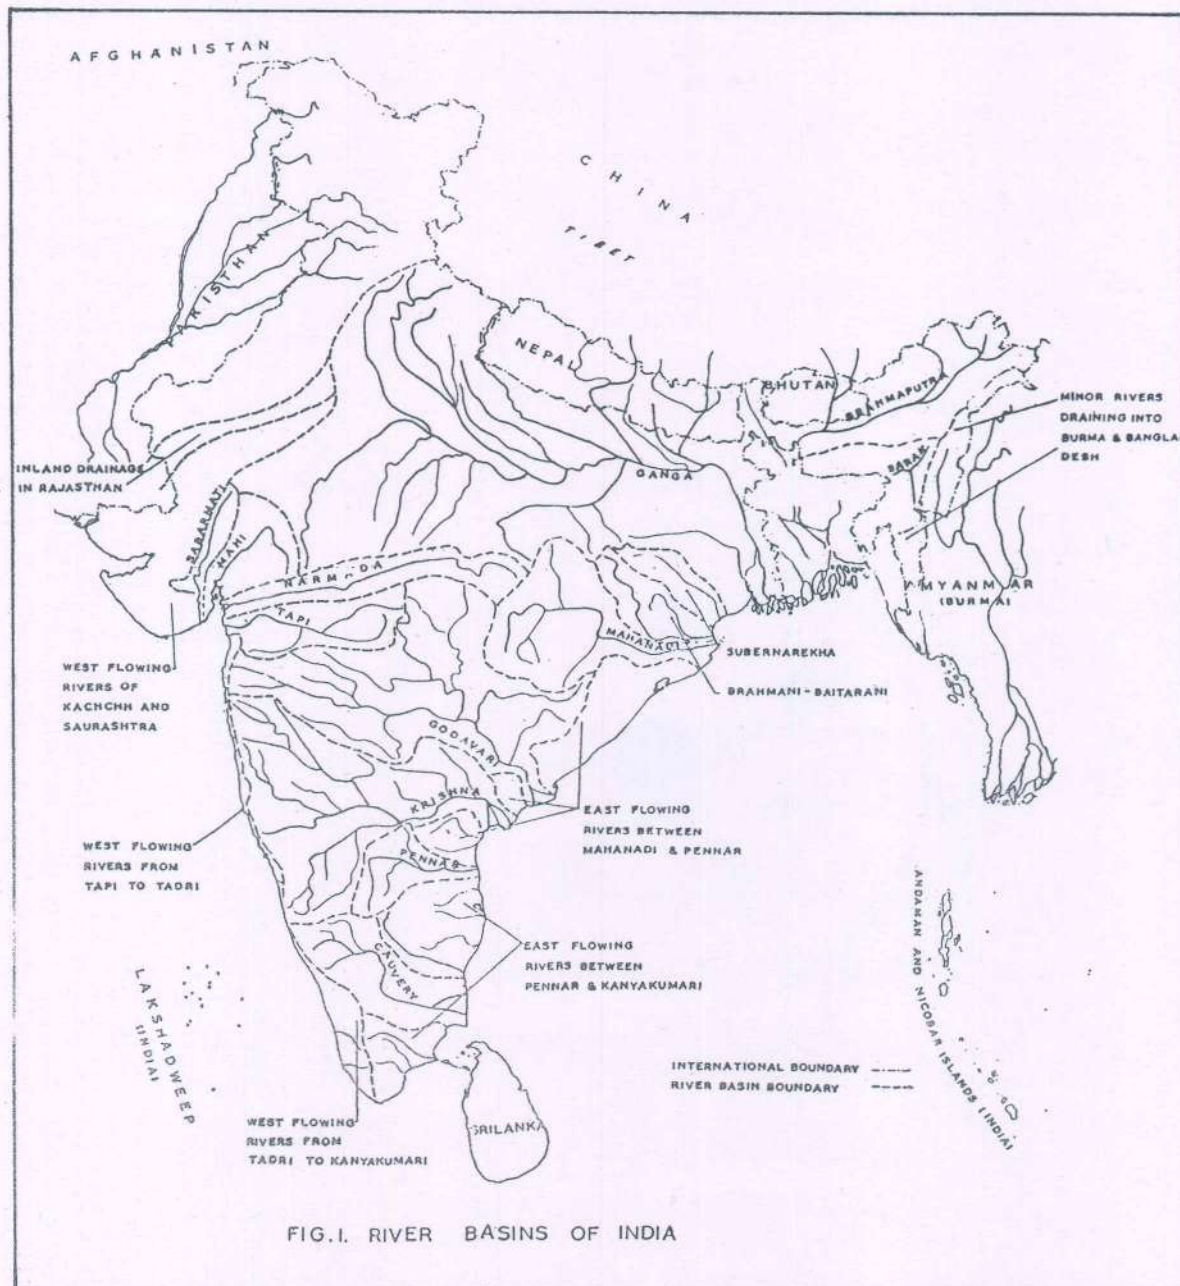 AFGHANISTAN
CHINA
TIBET
AKISTHAN
NEPAL
BHUTAN
BRAHMAPUTRA
MINOR RIVERS
DRAINING INTO
BURMA & BANGLA
DESH
BARAK
INLAND DRAINAGE
IN RAJASTHAN
GANGA
SABARMATI
MAHI
NARMADA
TAPI
MYANMAR
(BURMA)
MAHANADI
SUBERNAREKHA
BRAHMANI-BAITARANI
WEST FLOWING
RIVERS OF
KACHCHH AND
SAURASHTRA
GODAVARI
KRISHNA
PENNAR
EAST FLOWING
RIVERS BETWEEN
MAHANADI & PENNAR
WEST FLOWING
RIVERS FROM
TAPI TO TADRI
CAUVERY
EAST FLOWING
RIVERS BETWEEN
PENNAR & KANYAKUMARI
LAKSHADWEEP
(INDIA)
ANDAMAN AND NICOBAR ISLANDS (INDIA)
INTERNATIONAL BOUNDARY
RIVER BASIN BOUNDARY
WEST FLOWING
RIVERS FROM
TADRI TO KANYAKUMARI
SRILANKA
FIG.1. RIVER BASINS OF INDIA